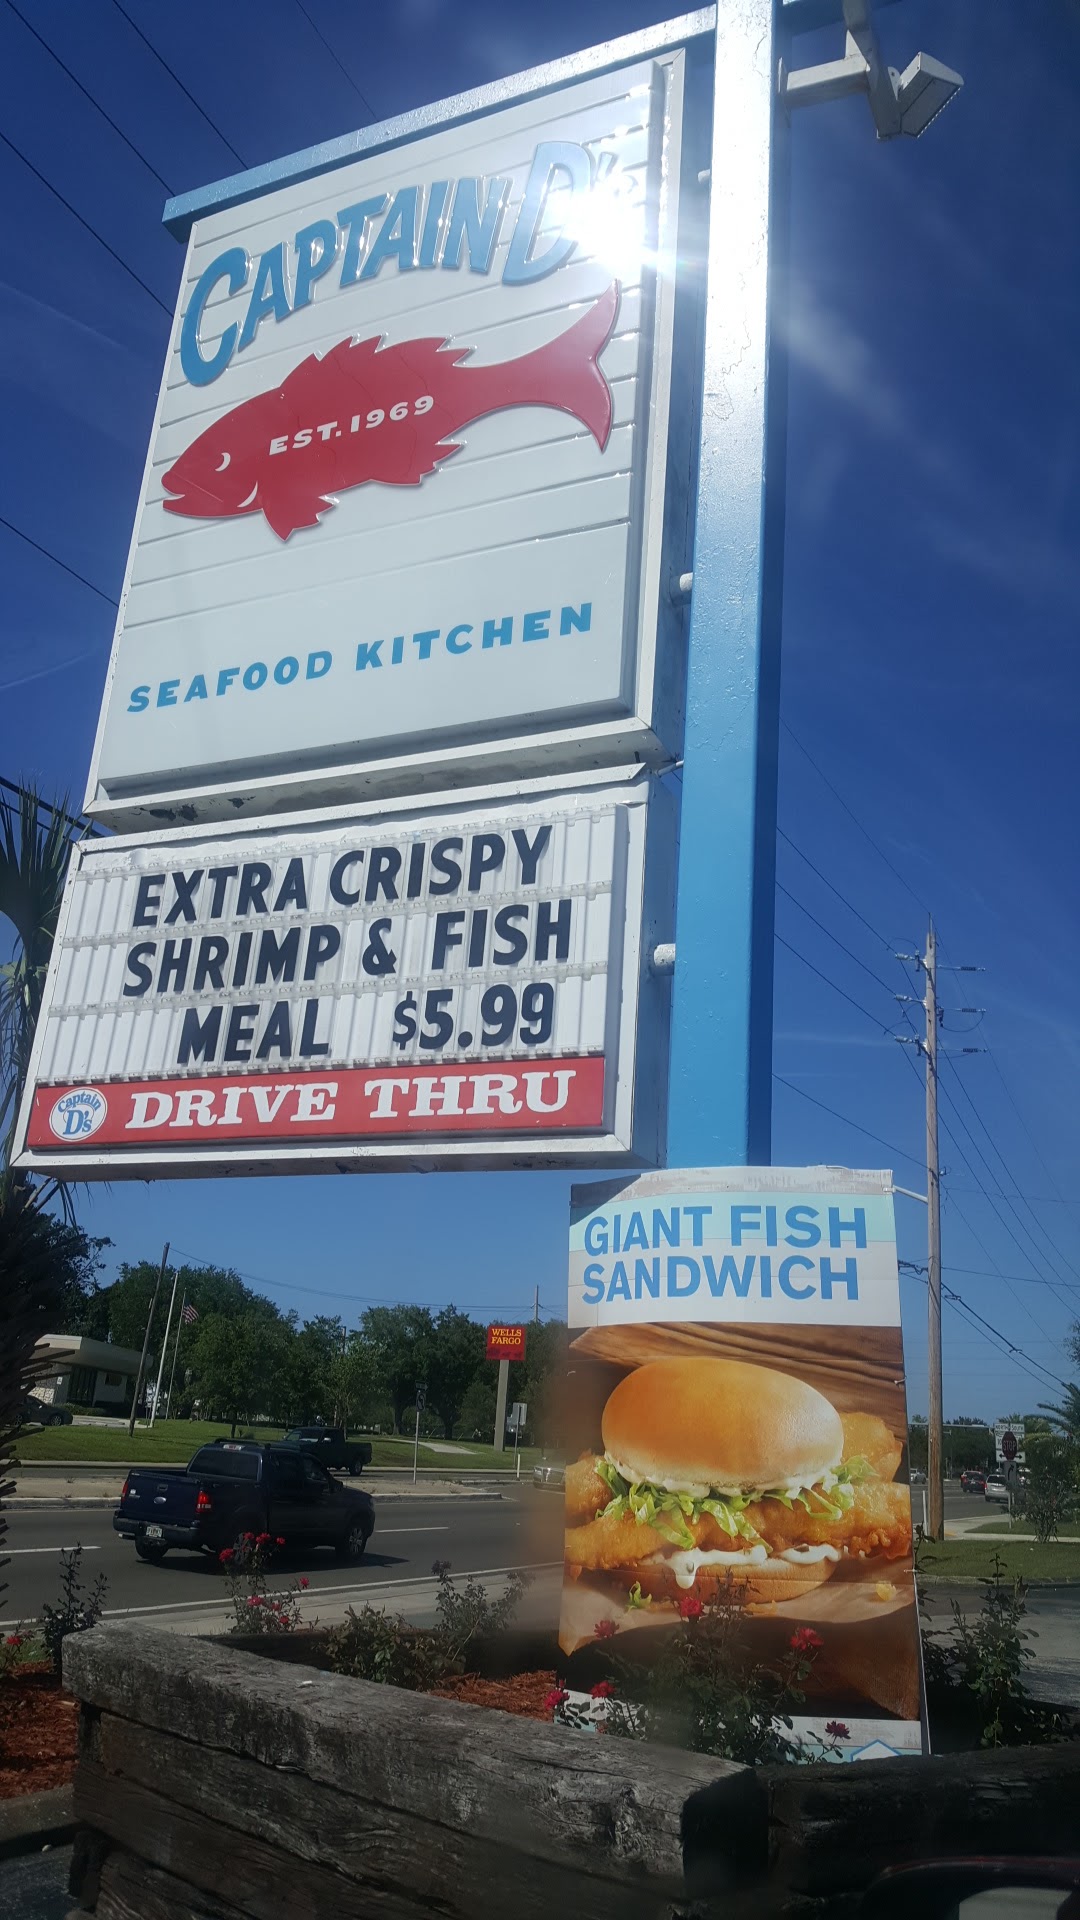 CAPTAIN D's
EST. 1969
SEAFOOD KITCHEN
EXTRA CRISPY
SHRIMP & FISH
MEAL $5.99
Captain
D's
DRIVE THRU
GIANT FISH
SANDWICH
WELLS
FARGO